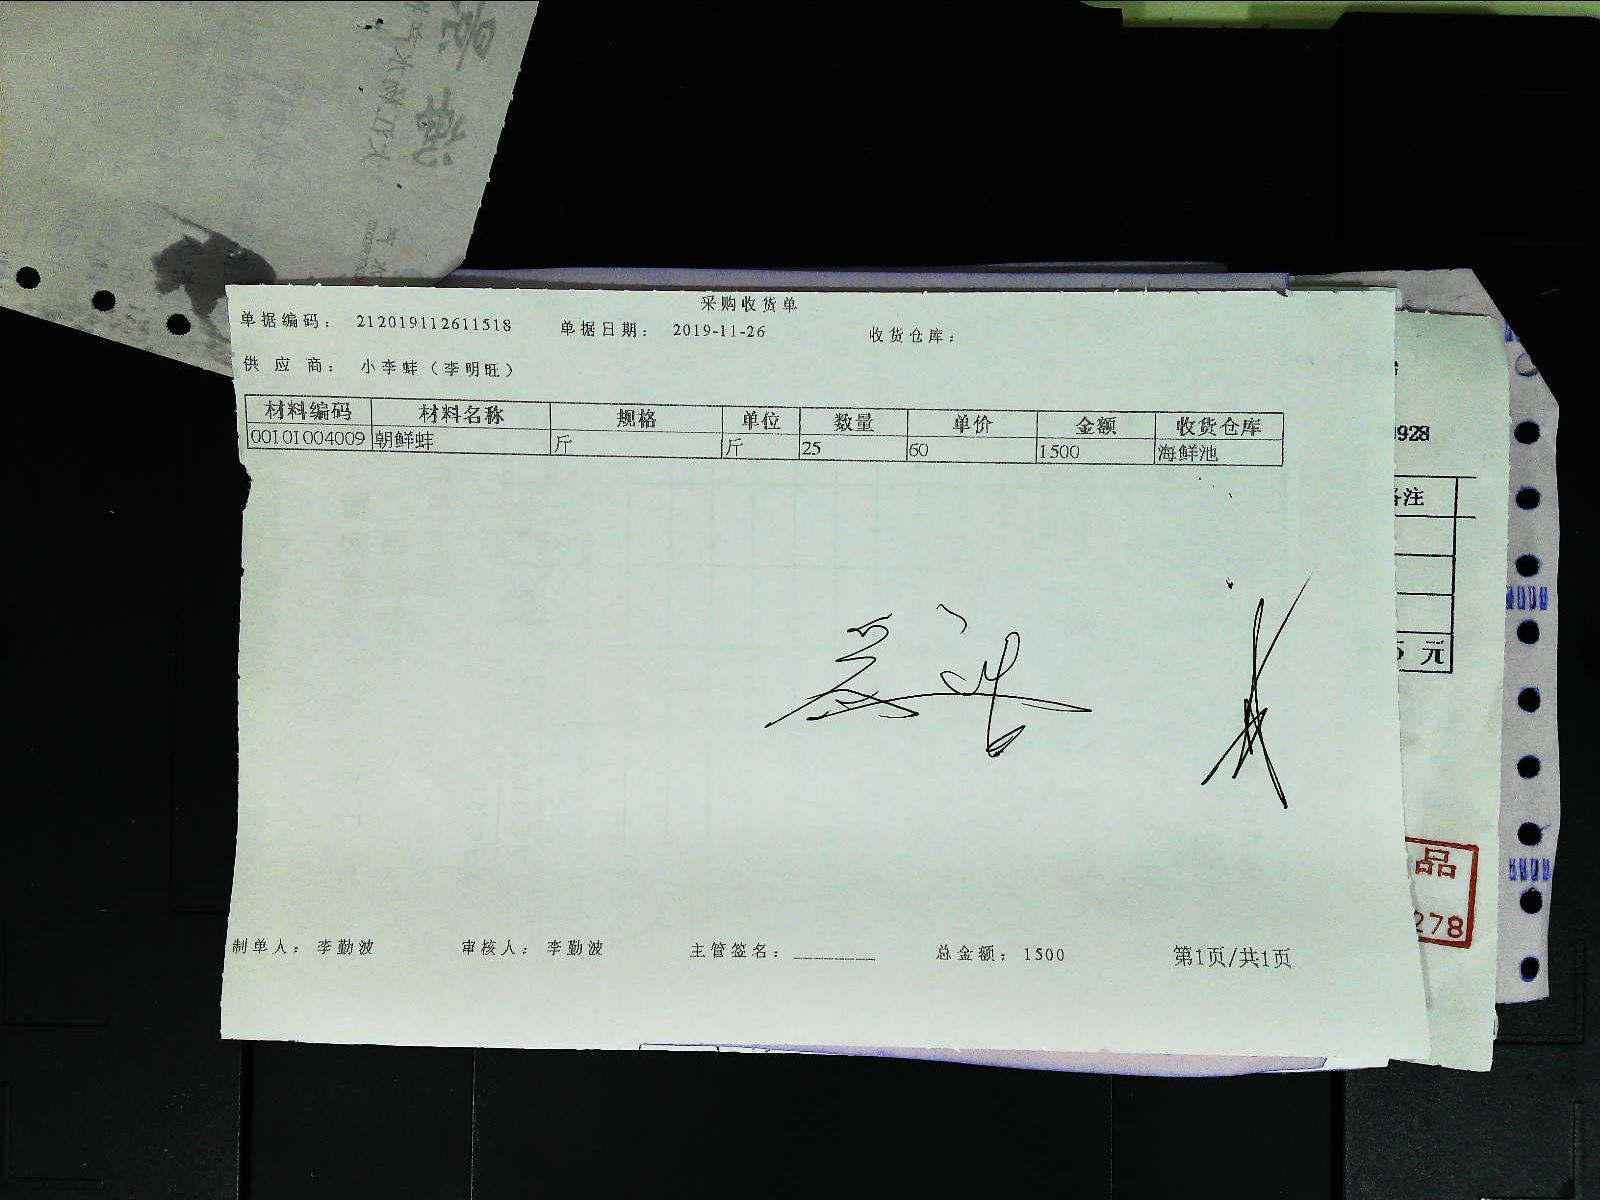 采购收货单
单据编码： 212019112611518 单据日期： 2019-11-26 收货仓库：
供 应 商： 小李蚌（李明旺）
材料编码 材料名称 规格 单位 数量 单价 金额 收货仓库
00101004009 朝鲜蚌 斤 斤 25 60 1500 海鲜池
制单人： 李勤波 审核人： 李勤波 主管签名：________ 总金额： 1500 第1页/共1页
928
备注
元
品
278